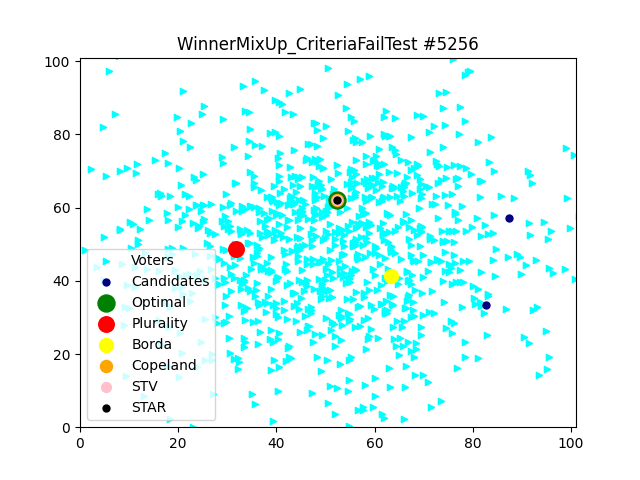 WinnerMixUp_CriteriaFailTest #5256
100
80
60
40
20
0
Voters
Candidates
Optimal
Plurality
Borda
Copeland
STV
STAR
0 20 40 60 80 100